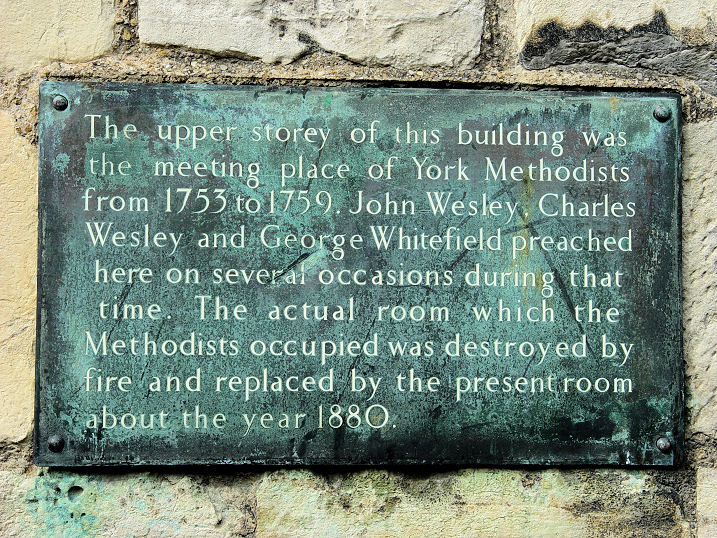 The upper storey of this building was
the meeting place of York Methodists
from 1753 to 1759. John Wesley, Charles
Wesley and George Whitefield preached
here on several occasions during that
time. The actual room which the
Methodists occupied was destroyed by
fire and replaced by the present room
about the year 1880.